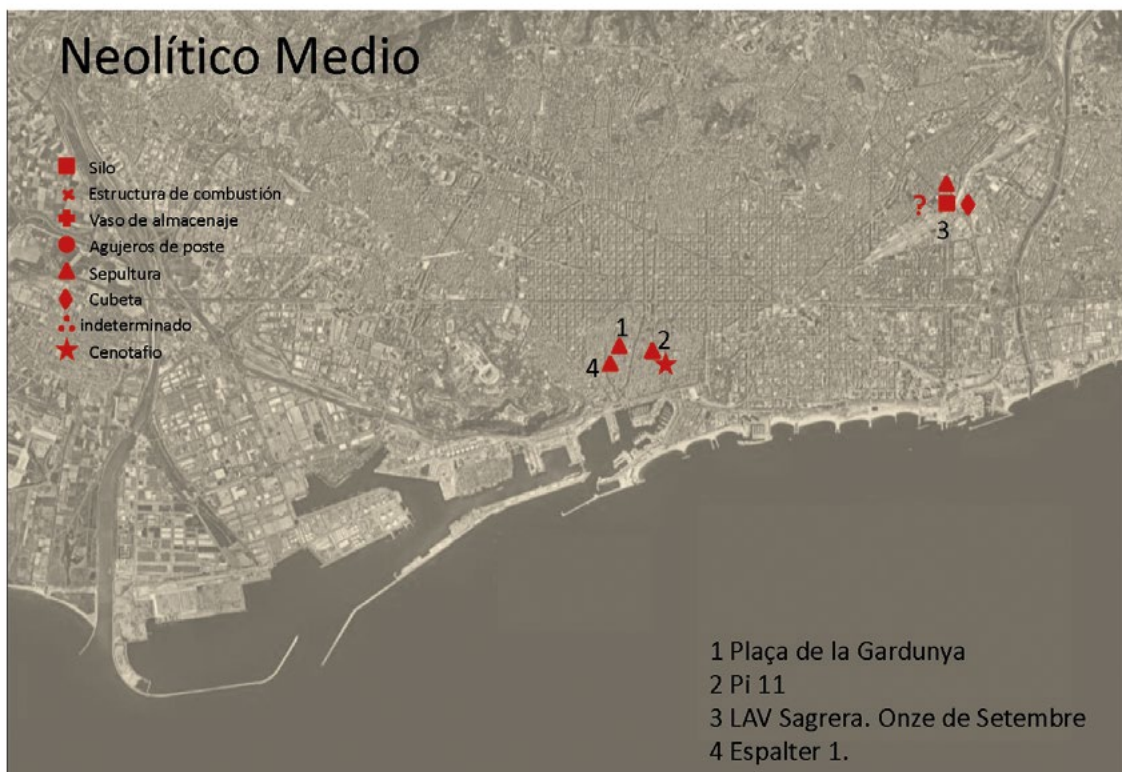 Neolítico Medio
Silo
Estructura de combustión
Vaso de almacenaje
Agujeros de poste
Sepultura
Cubeta
indeterminado
Cenotafio
?
3
1
2
4
1 Plaça de la Gardunya
2 Pi 11
3 LAV Sagrera. Onze de Setembre
4 Espalter 1.